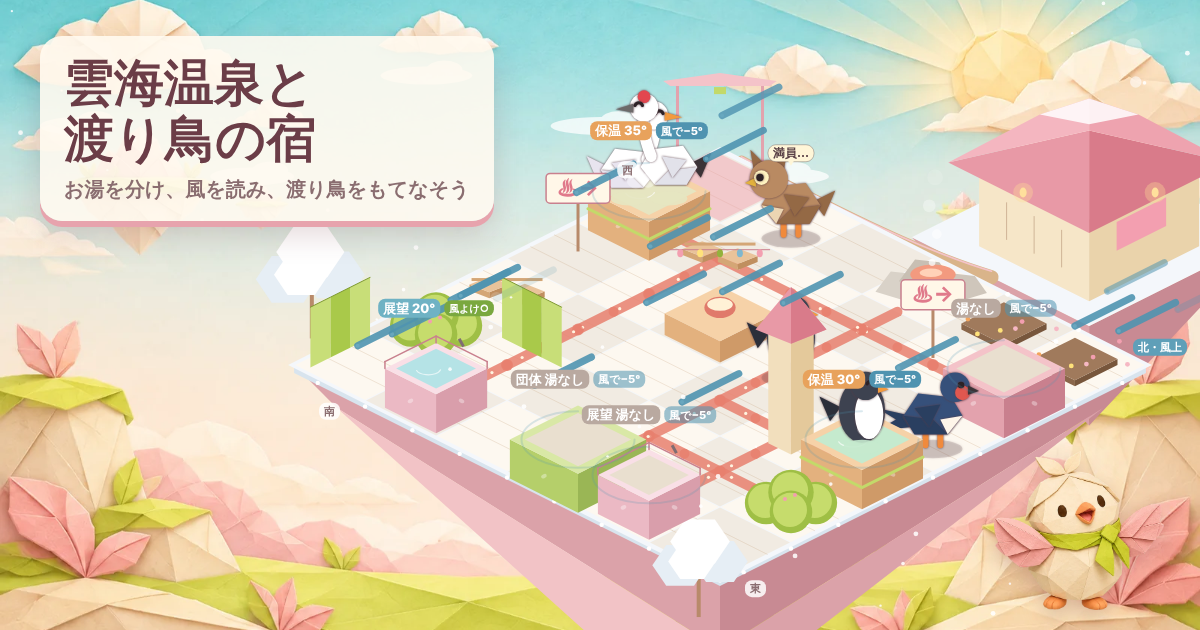 雲海温泉と
渡り鳥の宿
お湯を分け、風を読み、渡り鳥をもてなそう
保温 35° 風で−5°
満員…
西
展望 20° 風よけ○
湯なし 風で−5°
北・風上
団体 湯なし 風で−5°
保温 30° 風で−5°
南
展望 湯なし 風で−5°
東